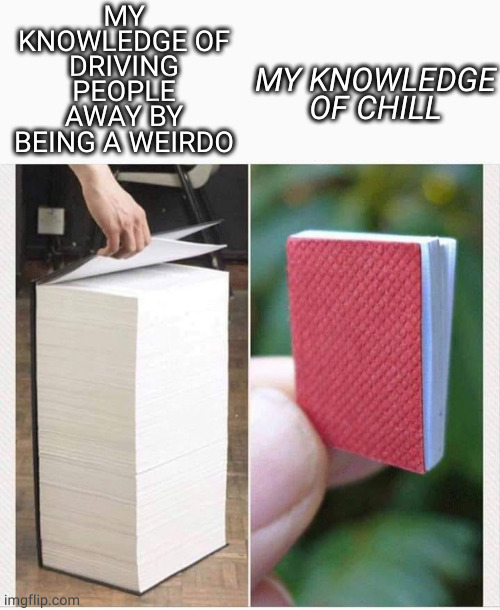 MY
KNOWLEDGE OF
DRIVING
PEOPLE
AWAY BY
BEING A WEIRDO
MY KNOWLEDGE
OF CHILL
imgflip.com